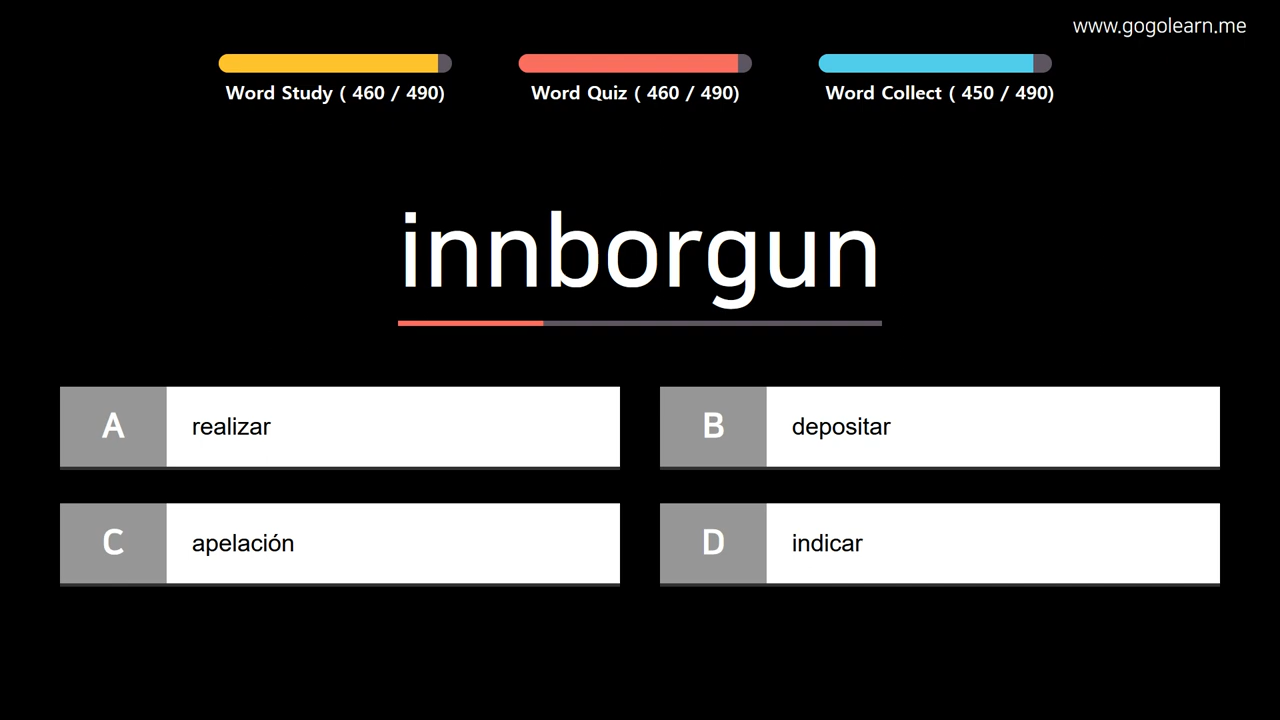 www.gogolearn.me
Word Study ( 460 / 490)
Word Quiz ( 460 / 490)
Word Collect ( 450 / 490)
innborgun
A realizar
B depositar
C apelación
D indicar